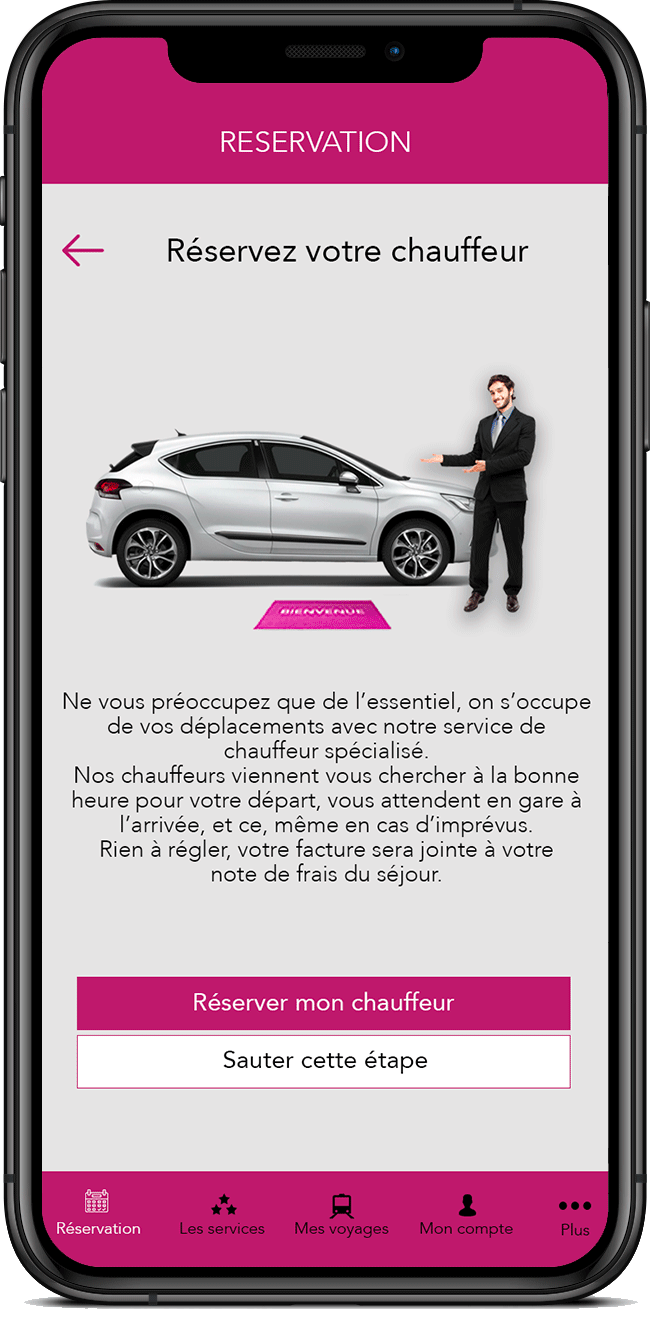 RESERVATION
Réservez votre chauffeur
BIENVENUE
Ne vous préoccupez que de l’essentiel, on s’occupe
de vos déplacements avec notre service de
chauffeur spécialisé.
Nos chauffeurs viennent vous chercher à la bonne
heure pour votre départ, vous attendent en gare à
l’arrivée, et ce, même en cas d’imprévus.
Rien à régler, votre facture sera jointe à votre
note de frais du séjour.
Réserver mon chauffeur
Sauter cette étape
Réservation Les services Mes voyages Mon compte Plus